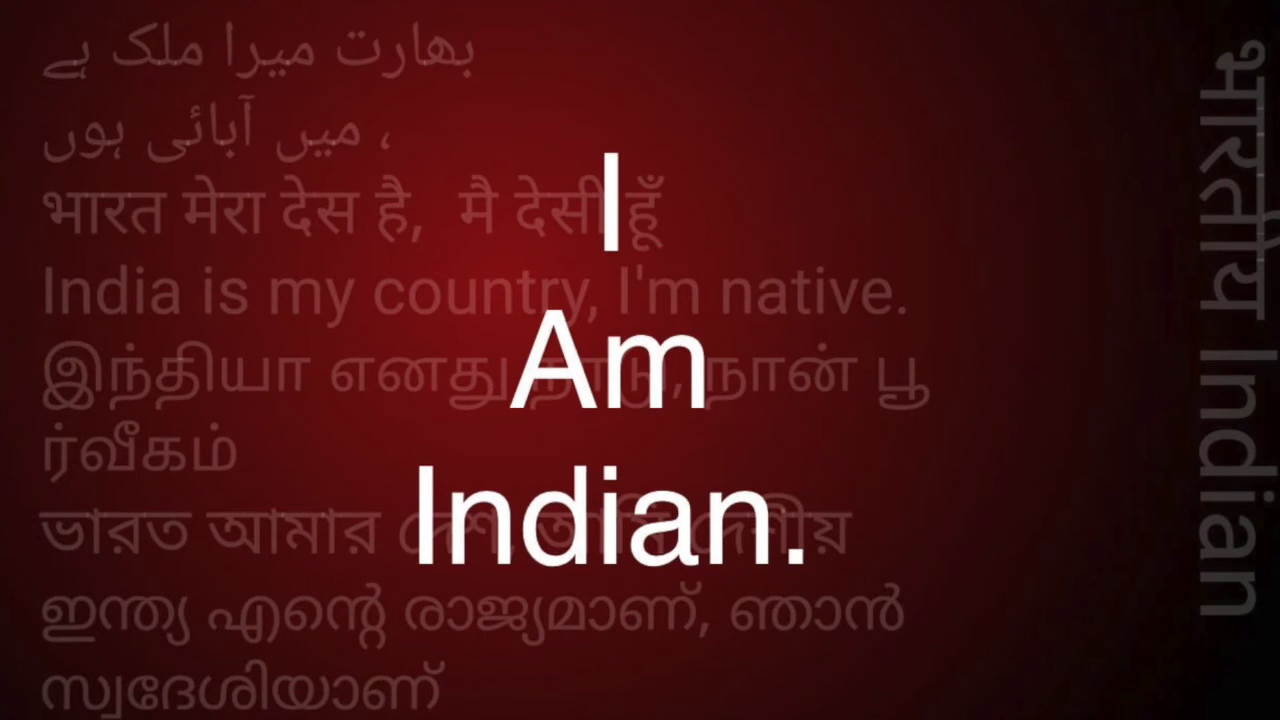 بھارت میرا ملک ہے
، میں آبائی ہوں
भारत मेरा देस है, मै देसी हूँ
India is my country, I'm native.
இந்தியா எனது நாடு, நான் பூ
ர்வீகம்
ভারত আমার দেশ, আমি দেশীয়
ഇന്ത്യ എന്റെ രാജ്യമാണ്, ഞാൻ
സ്വദേശിയാണ്
I
Am
Indian.
भारतीय Indian